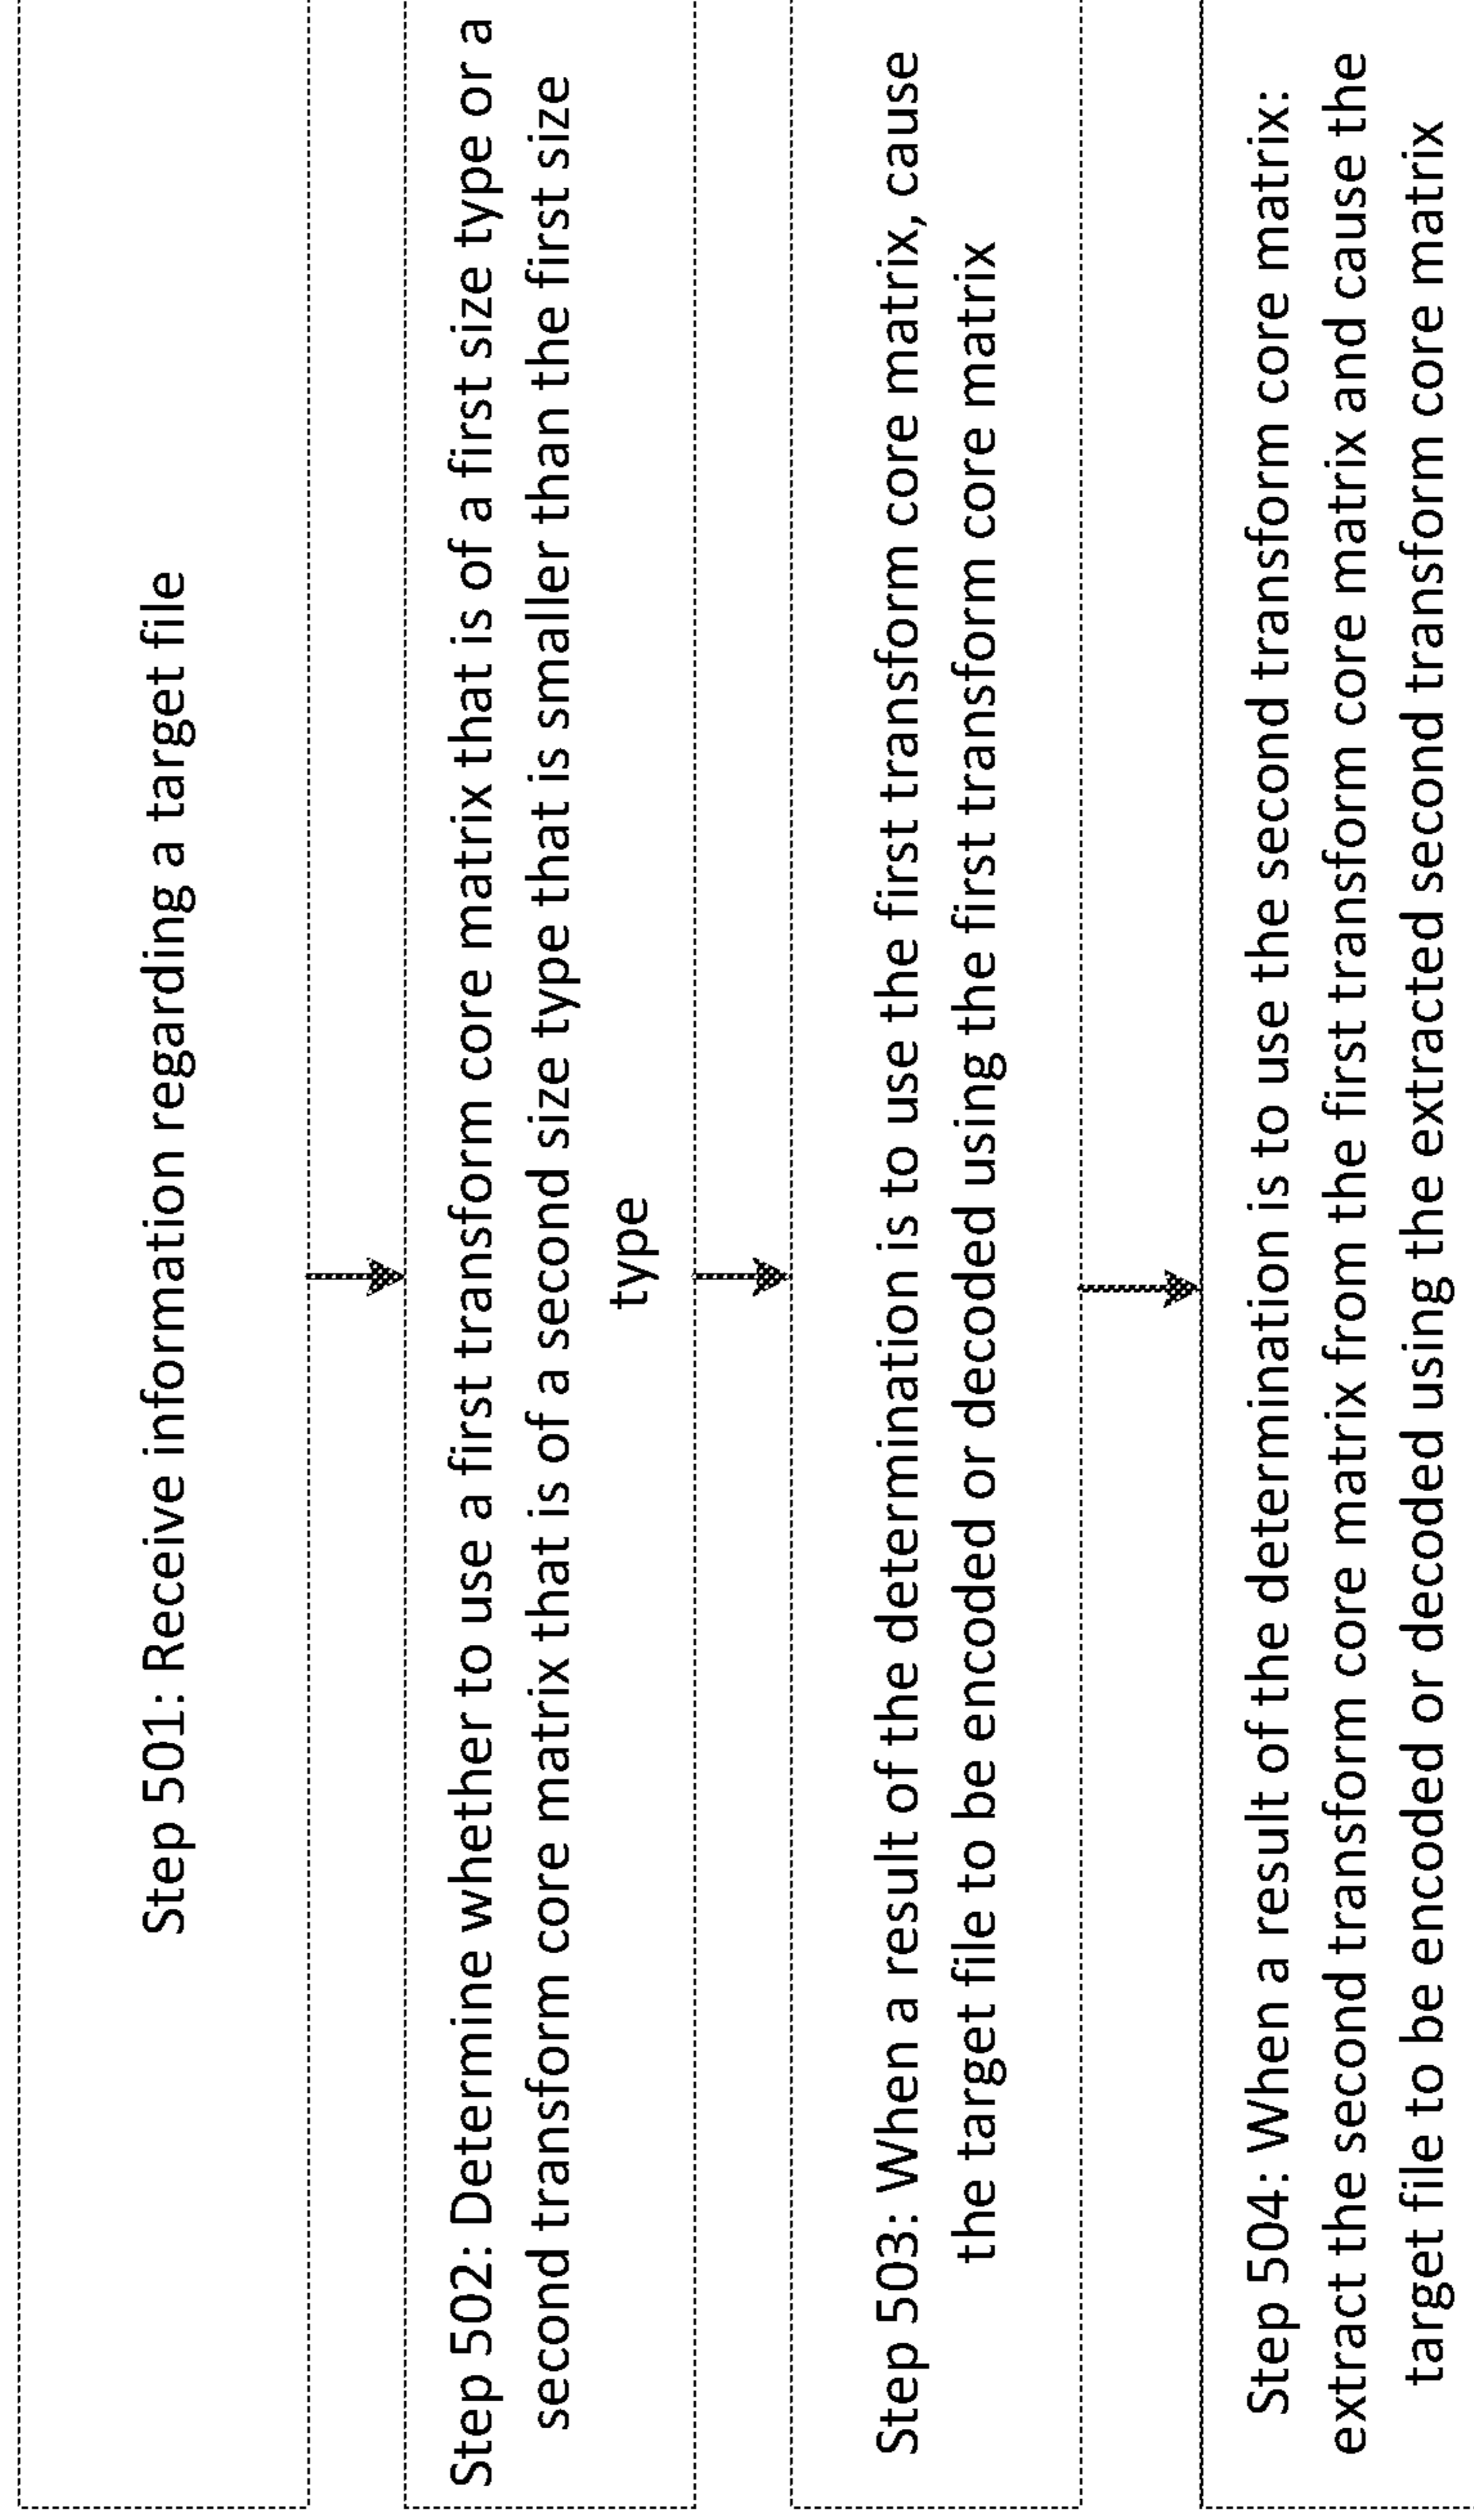 Step 501: Receive information regarding a target file
Step 502: Determine whether to use a first transform core matrix that is of a first size type or a
second transform core matrix that is of a second size type that is smaller than the first size
type
Step 503: When a result of the determination is to use the first transform core matrix, cause
the target file to be encoded or decoded using the first transform core matrix
Step 504: When a result of the determination is to use the second transform core matrix:
extract the second transform core matrix from the first transform core matrix and cause the
target file to be encoded or decoded using the extracted second transform core matrix